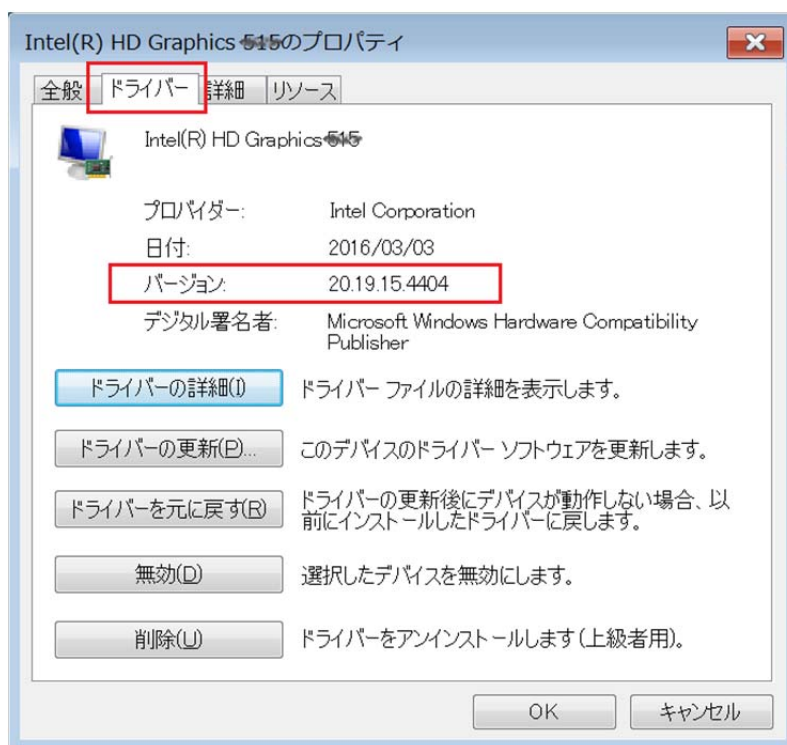 Intel(R) HD Graphics 515のプロパティ
全般 ドライバー 詳細 リソース
Intel(R) HD Graphics 515
プロバイダー: Intel Corporation
日付: 2016/03/03
バージョン: 20.19.15.4404
デジタル署名者: Microsoft Windows Hardware Compatibility
Publisher
ドライバーの詳細(I) ドライバー ファイルの詳細を表示します。
ドライバーの更新(P)... このデバイスのドライバー ソフトウェアを更新します。
ドライバーを元に戻す(R) ドライバーの更新後にデバイスが動作しない場合、以
前にインストールしたドライバーに戻します。
無効(D) 選択したデバイスを無効にします。
削除(U) ドライバーをアンインストールします(上級者用)。
OK キャンセル